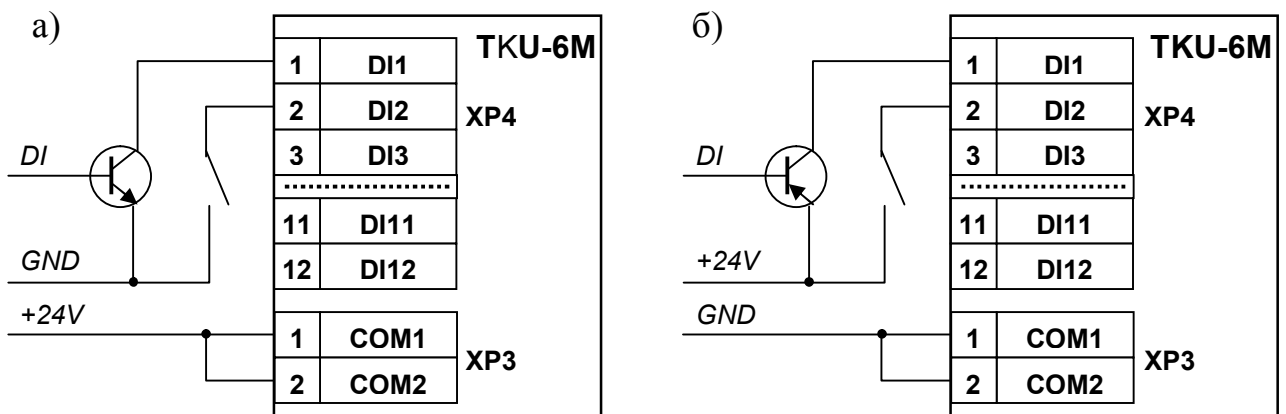 а)
TKU-6M
1 DI1
2 DI2
XP4
3 DI3
DI
11 DI11
GND
12 DI12
+24V
1 COM1
XP3
2 COM2
б)
TKU-6M
1 DI1
2 DI2
XP4
3 DI3
DI
11 DI11
+24V
12 DI12
GND
1 COM1
XP3
2 COM2